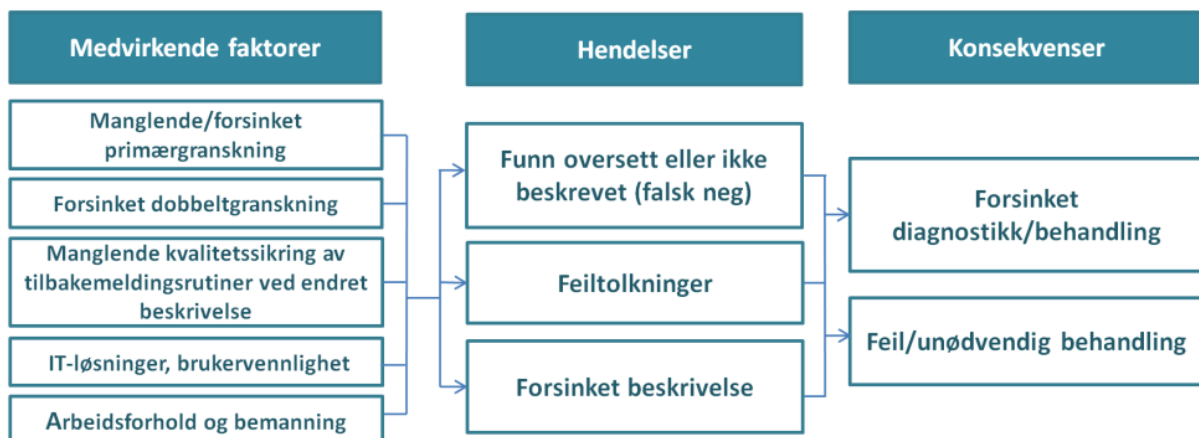 Medvirkende faktorer
Manglende/forsinket
primærgranskning
Forsinket dobbeltgranskning
Manglende kvalitetssikring av
tilbakemeldingsrutiner ved endret
beskrivelse
IT-løsninger, brukervennlighet
Arbeidsforhold og bemanning
Hendelser
Funn oversett eller ikke
beskrevet (falsk neg)
Feiltolkninger
Forsinket beskrivelse
Konsekvenser
Forsinket
diagnostikk/behandling
Feil/unødvendig behandling